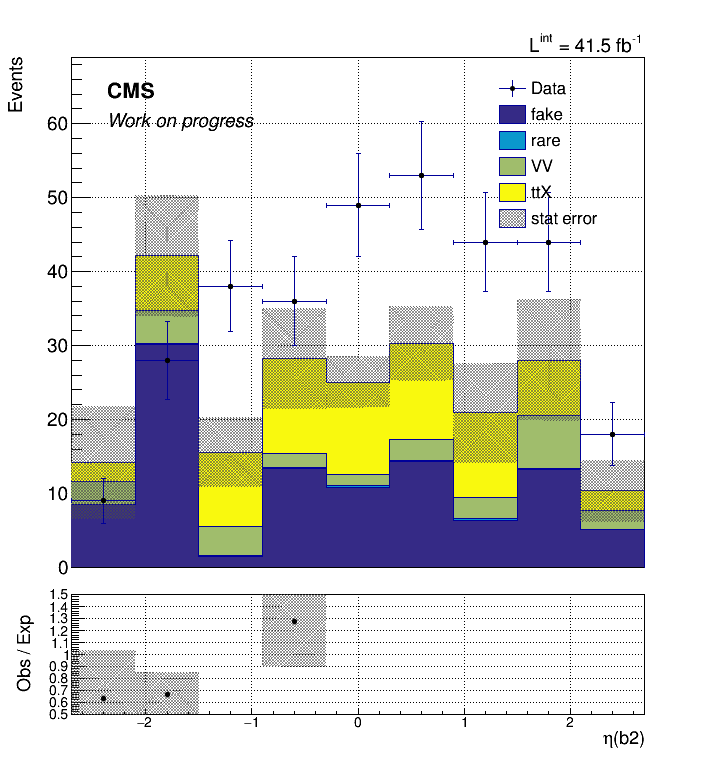 L^int = 41.5 fb^-1
Events
CMS
Work on progress
Data
fake
rare
VV
ttX
stat error
60
50
40
30
20
10
0
Obs / Exp
1.5
1.4
1.3
1.2
1.1
1
0.9
0.8
0.7
0.6
0.5
−2 −1 0 1 2
η(b2)